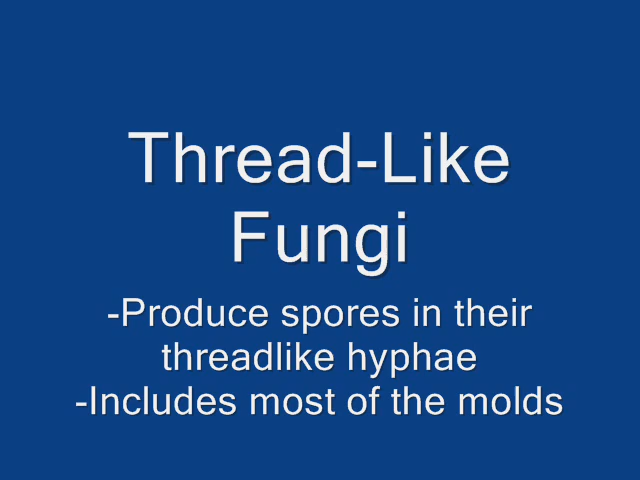 Thread-Like
Fungi
-Produce spores in their
threadlike hyphae
-Includes most of the molds